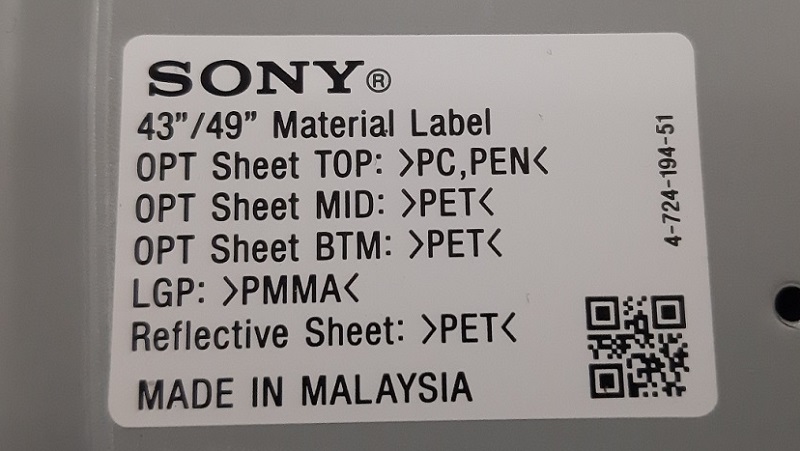 SONY®
43”/49” Material Label
OPT Sheet TOP: >PC,PEN<
OPT Sheet MID: >PET<
OPT Sheet BTM: >PET<
LGP: >PMMA<
Reflective Sheet: >PET<
MADE IN MALAYSIA
4-724-194-51